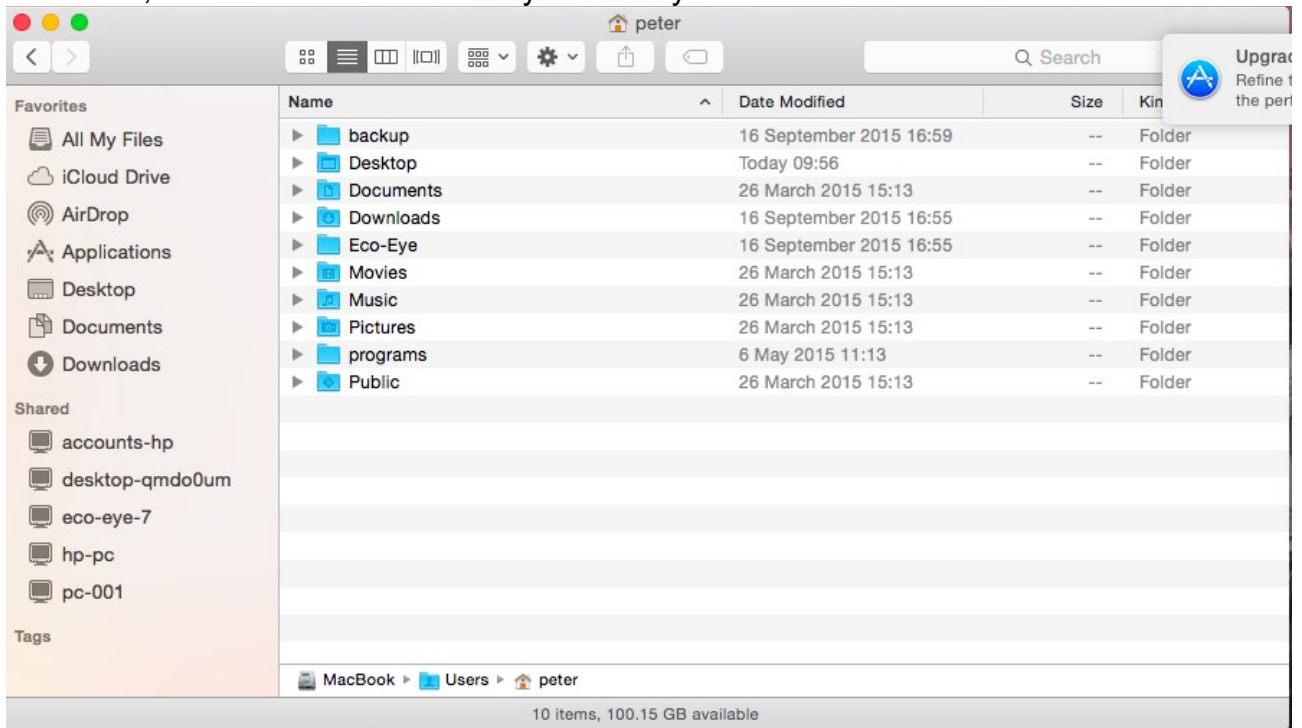 peter
Search
Upgrad
Refine t
the perf
Favorites
All My Files
iCloud Drive
AirDrop
Applications
Desktop
Documents
Downloads
Shared
accounts-hp
desktop-qmdo0um
eco-eye-7
hp-pc
pc-001
Tags
Name Date Modified Size Kin
backup 16 September 2015 16:59 -- Folder
Desktop Today 09:56 -- Folder
Documents 26 March 2015 15:13 -- Folder
Downloads 16 September 2015 16:55 -- Folder
Eco-Eye 16 September 2015 16:55 -- Folder
Movies 26 March 2015 15:13 -- Folder
Music 26 March 2015 15:13 -- Folder
Pictures 26 March 2015 15:13 -- Folder
programs 6 May 2015 11:13 -- Folder
Public 26 March 2015 15:13 -- Folder
MacBook Users peter
10 items, 100.15 GB available